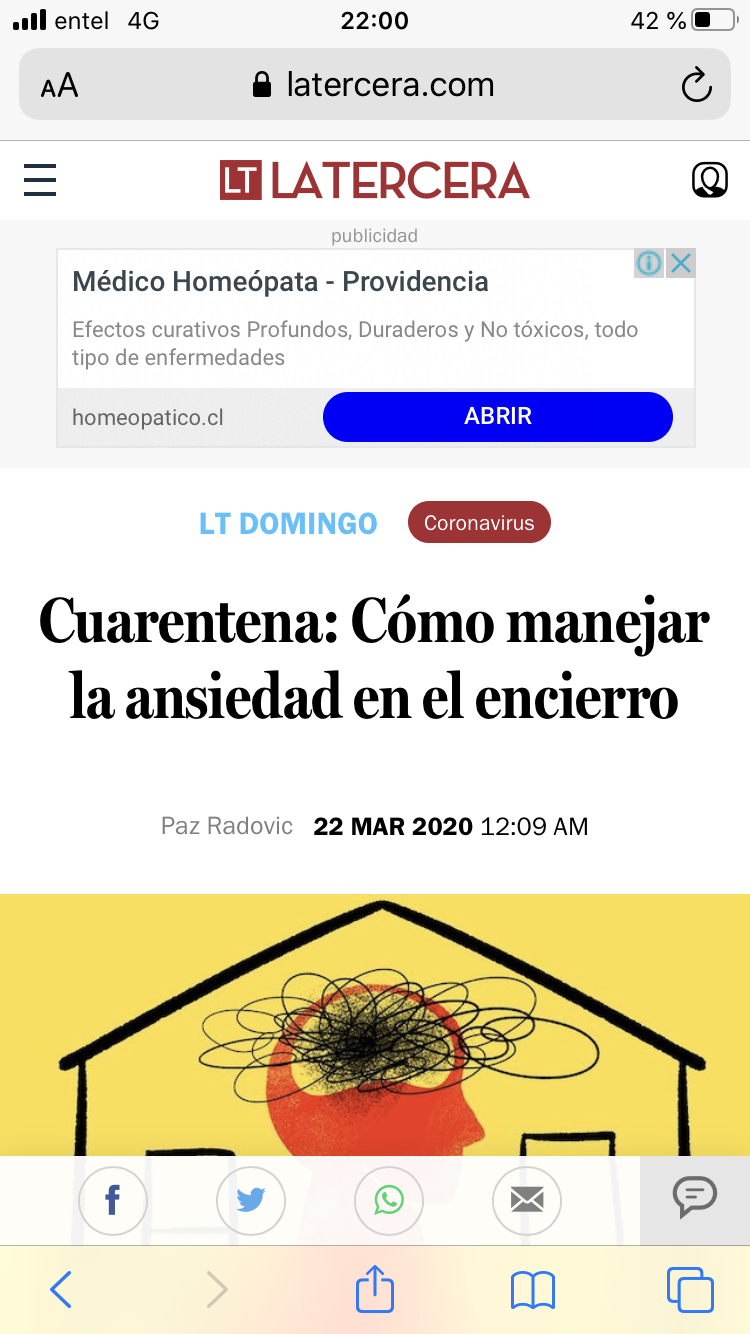 entel 4G 22:00 42 %
AA latercera.com
LT LATERCERA
publicidad
Médico Homeópata - Providencia
Efectos curativos Profundos, Duraderos y No tóxicos, todo
tipo de enfermedades
homeopatico.cl ABRIR
LT DOMINGO Coronavirus
Cuarentena: Cómo manejar
la ansiedad en el encierro
Paz Radovic 22 MAR 2020 12:09 AM